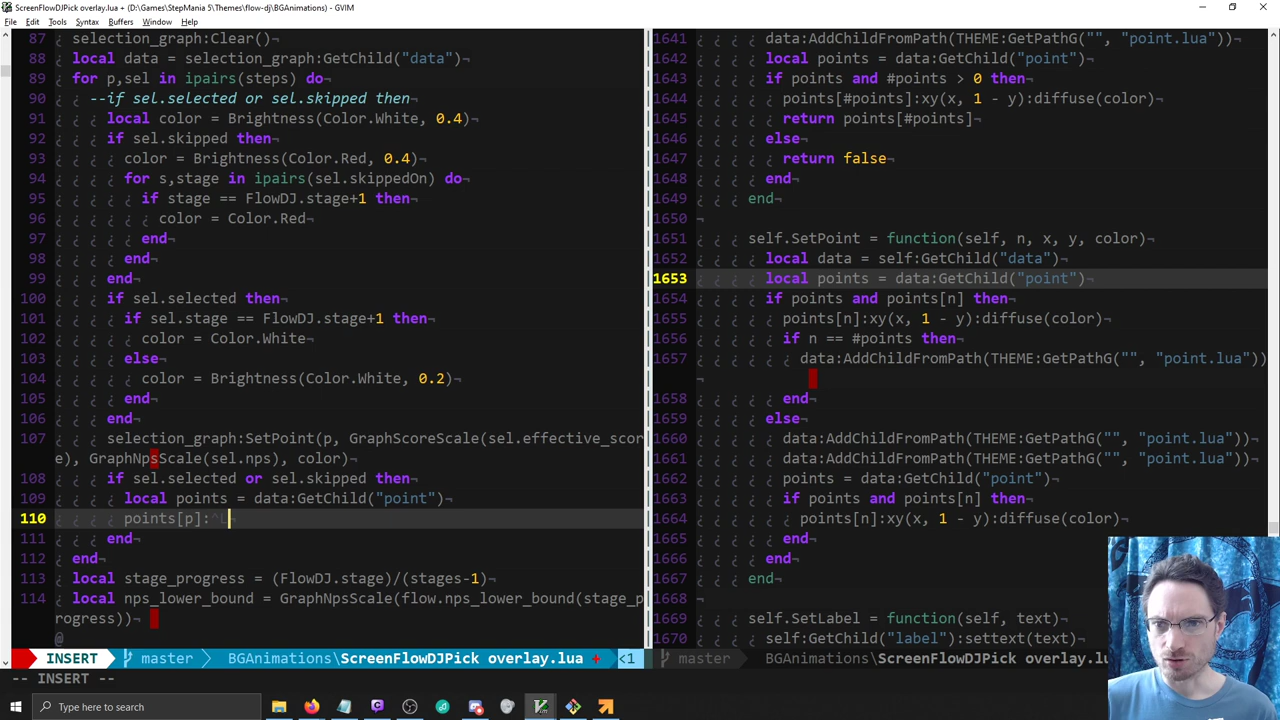 ScreenFlowDJPick overlay.lua + (D:\Games\StepMania 5\Themes\flow-dj\BGAnimations) - GVIM
File Edit Tools Syntax Buffers Window Help
87 ¿ selection_graph:Clear()¬
88 ¿ local data = selection_graph:GetChild("data")¬
89 ¿ for p,sel in ipairs(steps) do¬
90 ¿ ¿ --if sel.selected or sel.skipped then¬
91 ¿ ¿ ¿ local color = Brightness(Color.White, 0.4)¬
92 ¿ ¿ ¿ if sel.skipped then¬
93 ¿ ¿ ¿ ¿ color = Brightness(Color.Red, 0.4)¬
94 ¿ ¿ ¿ ¿ for s,stage in ipairs(sel.skippedOn) do¬
95 ¿ ¿ ¿ ¿ ¿ if stage == FlowDJ.stage+1 then¬
96 ¿ ¿ ¿ ¿ ¿ ¿ color = Color.Red¬
97 ¿ ¿ ¿ ¿ ¿ end¬
98 ¿ ¿ ¿ ¿ end¬
99 ¿ ¿ ¿ end¬
100 ¿ ¿ ¿ if sel.selected then¬
101 ¿ ¿ ¿ ¿ if sel.stage == FlowDJ.stage+1 then¬
102 ¿ ¿ ¿ ¿ ¿ color = Color.White¬
103 ¿ ¿ ¿ ¿ else¬
104 ¿ ¿ ¿ ¿ ¿ color = Brightness(Color.White, 0.2)¬
105 ¿ ¿ ¿ ¿ end¬
106 ¿ ¿ ¿ end¬
107 ¿ ¿ ¿ selection_graph:SetPoint(p, GraphScoreScale(sel.effective_scor
e), GraphNpsScale(sel.nps), color)¬
108 ¿ ¿ ¿ if sel.selected or sel.skipped then¬
109 ¿ ¿ ¿ ¿ local points = data:GetChild("point")¬
110 ¿ ¿ ¿ ¿ points[p]:^L¬
111 ¿ ¿ ¿ end¬
112 ¿ end¬
113 ¿ local stage_progress = (FlowDJ.stage)/(stages-1)¬
114 ¿ local nps_lower_bound = GraphNpsScale(flow.nps_lower_bound(stage_p
rogress))¬
@
INSERT master BGAnimations\ScreenFlowDJPick overlay.lua + <1
-- INSERT --
1641 ¿ ¿ ¿ ¿ data:AddChildFromPath(THEME:GetPathG("", "point.lua"))¬
1642 ¿ ¿ ¿ ¿ local points = data:GetChild("point")¬
1643 ¿ ¿ ¿ ¿ if points and #points > 0 then¬
1644 ¿ ¿ ¿ ¿ ¿ points[#points]:xy(x, 1 - y):diffuse(color)¬
1645 ¿ ¿ ¿ ¿ ¿ return points[#points]¬
1646 ¿ ¿ ¿ ¿ else¬
1647 ¿ ¿ ¿ ¿ ¿ return false¬
1648 ¿ ¿ ¿ ¿ end¬
1649 ¿ ¿ ¿ end¬
1650 ¬
1651 ¿ ¿ ¿ self.SetPoint = function(self, n, x, y, color)¬
1652 ¿ ¿ ¿ ¿ local data = self:GetChild("data")¬
1653 ¿ ¿ ¿ ¿ local points = data:GetChild("point")¬
1654 ¿ ¿ ¿ ¿ if points and points[n] then¬
1655 ¿ ¿ ¿ ¿ ¿ points[n]:xy(x, 1 - y):diffuse(color)¬
1656 ¿ ¿ ¿ ¿ ¿ if n == #points then¬
1657 ¿ ¿ ¿ ¿ ¿ ¿ data:AddChildFromPath(THEME:GetPathG("", "point.lua"))
¬
1658 ¿ ¿ ¿ ¿ ¿ end¬
1659 ¿ ¿ ¿ ¿ else¬
1660 ¿ ¿ ¿ ¿ ¿ data:AddChildFromPath(THEME:GetPathG("", "point.lua"))¬
1661 ¿ ¿ ¿ ¿ ¿ data:AddChildFromPath(THEME:GetPathG("", "point.lua"))¬
1662 ¿ ¿ ¿ ¿ ¿ points = data:GetChild("point")¬
1663 ¿ ¿ ¿ ¿ ¿ if points and points[n] then¬
1664 ¿ ¿ ¿ ¿ ¿ ¿ points[n]:xy(x, 1 - y):diffuse(color)¬
1665 ¿ ¿ ¿ ¿ ¿ end¬
1666 ¿ ¿ ¿ ¿ end¬
1667 ¿ ¿ ¿ end¬
1668 ¬
1669 ¿ ¿ ¿ self.SetLabel = function(self, text)¬
1670 ¿ ¿ ¿ ¿ self:GetChild("label"):settext(text)¬
master BGAnimations\ScreenFlowDJPick overlay.lu
Type here to search